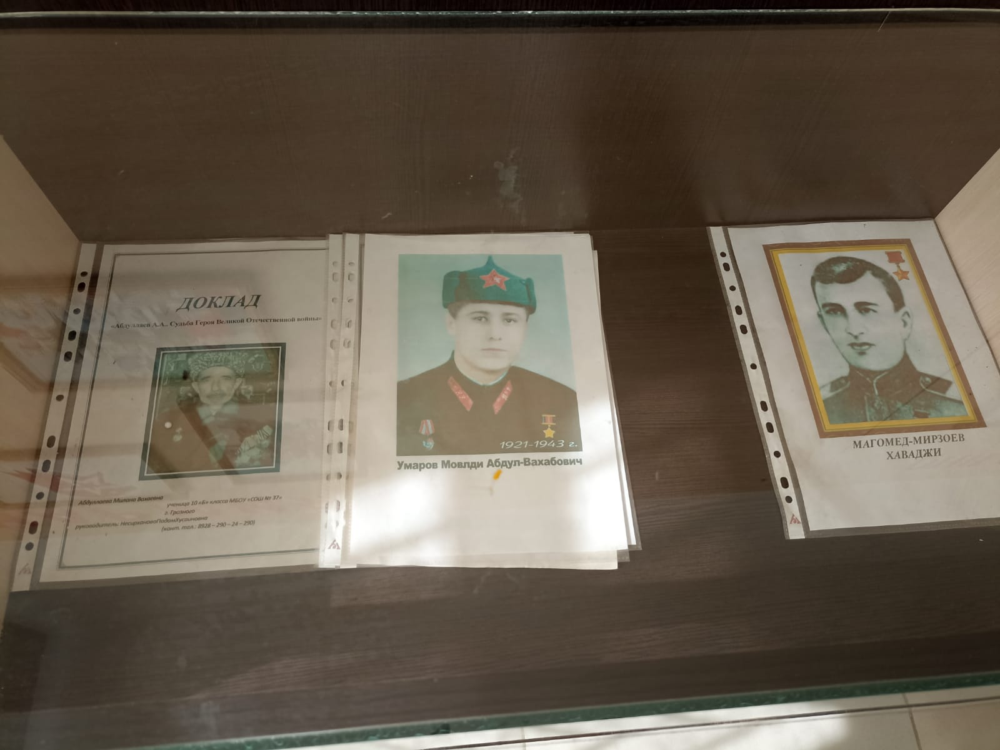 ДОКЛАД
«Абдуллаев А.А.. Судьба Героя Великой Отечественной войны»
Абдуллаева Милана Вахаевна
ученица 10 «Б» класса МБОУ «СОШ № 37»
г. Грозного
руководитель: НесирхановаПадамХусаиновна
(конт. тел.: 8928 – 290 – 24 – 290)
1921-1943 г.
Умаров Мовлди Абдул-Вахабович
МАГОМЕД-МИРЗОЕВ
ХАВАДЖИ